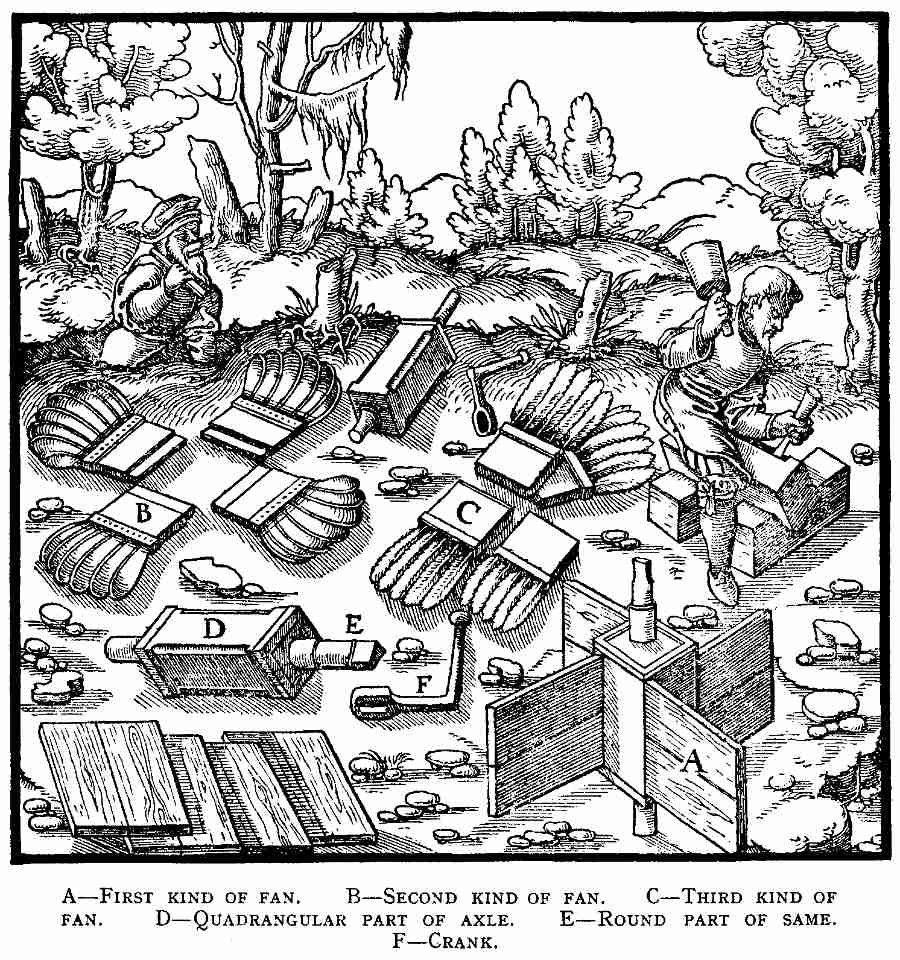 B
C
D
E
F
A
A—First kind of fan. B—Second kind of fan. C—Third kind of
fan. D—Quadrangular part of axle. E—Round part of same.
F—Crank.